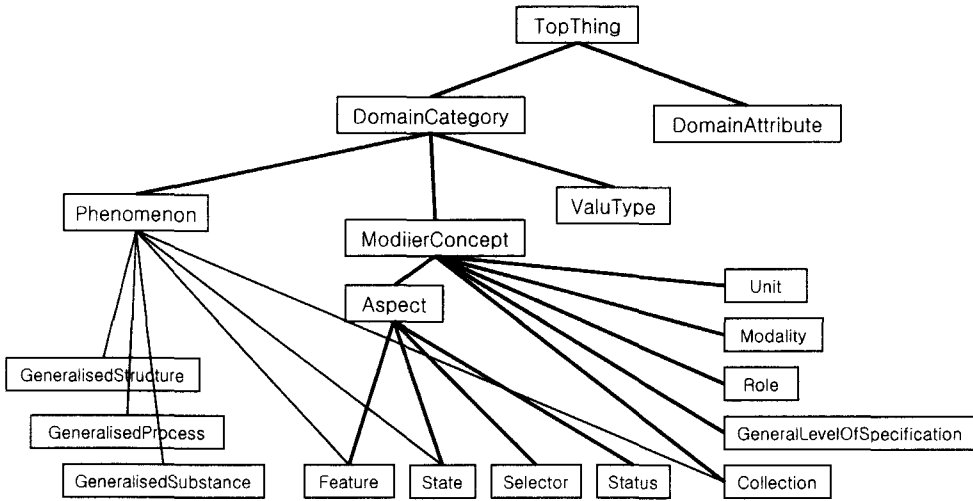 TopThing
DomainCategory
DomainAttribute
Phenomenon
ValuType
ModiierConcept
Unit
Aspect
Modality
GeneralisedStructure
Role
GeneralisedProcess
GeneralLevelOfSpecification
GeneralisedSubstance
Feature
State
Selector
Status
Collection